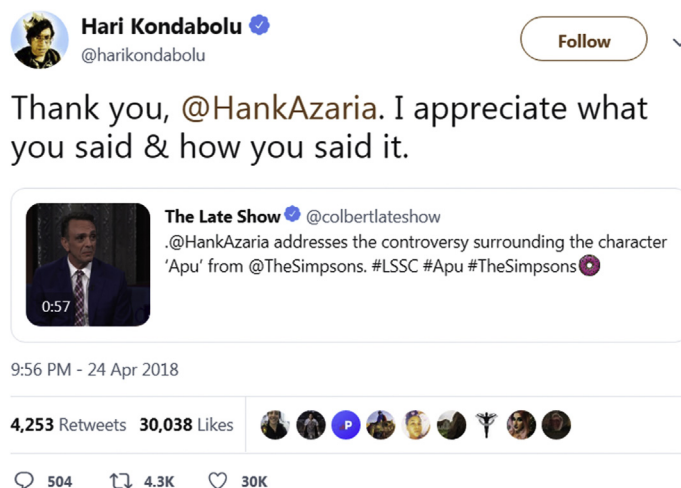 Hari Kondabolu
@harikondabolu
Follow
Thank you, @HankAzaria. I appreciate what
you said & how you said it.
The Late Show @colbertlateshow
.@HankAzaria addresses the controversy surrounding the character
'Apu' from @TheSimpsons. #LSSC #Apu #TheSimpsons
0:57
9:56 PM - 24 Apr 2018
4,253 Retweets 30,038 Likes
P
504 4.3K 30K